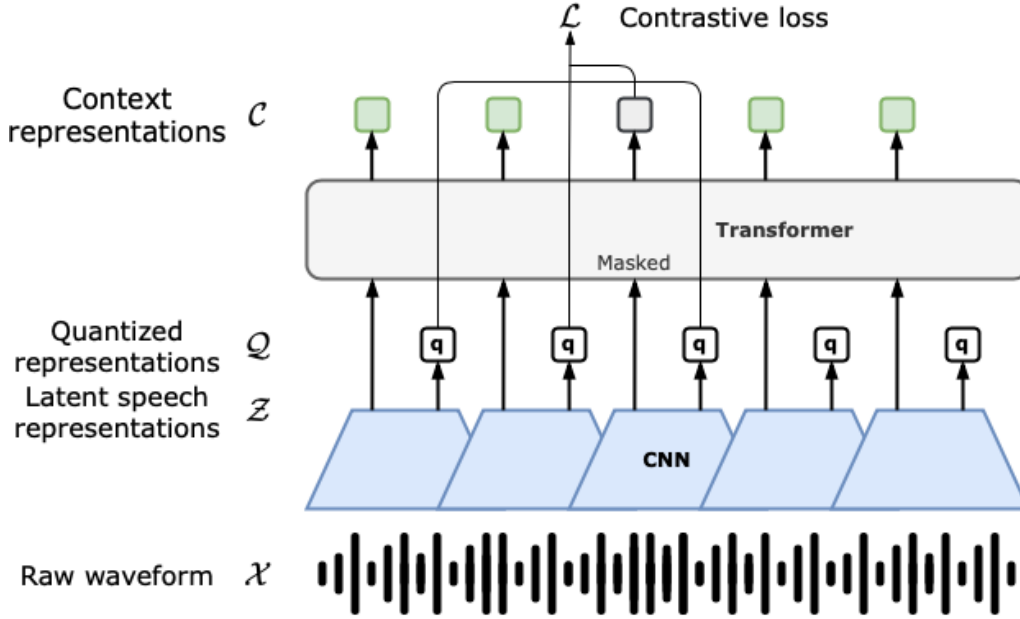 ℒ Contrastive loss
Context
representations 𝒞
Transformer
Masked
Quantized
representations 𝒬
q q q q q
Latent speech
representations 𝒵
CNN
Raw waveform 𝒳